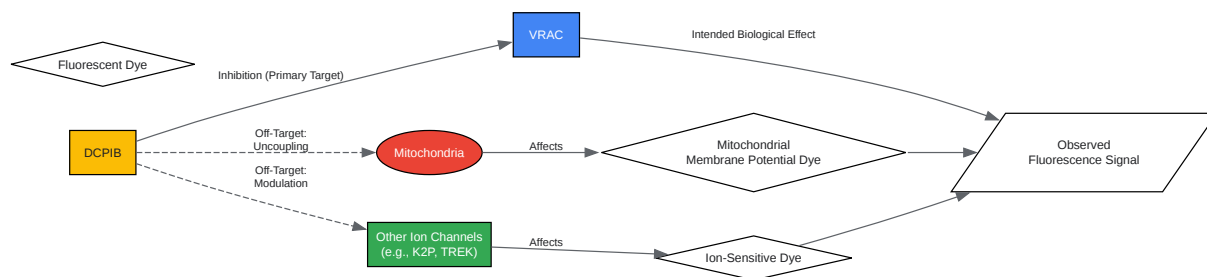 VRAC
Intended Biological Effect
Fluorescent Dye
Inhibition (Primary Target)
DCPIB
Off-Target:
Uncoupling
Mitochondria
Affects
Mitochondrial
Membrane Potential Dye
Observed
Fluorescence Signal
Off-Target:
Modulation
Other Ion Channels
(e.g., K2P, TREK)
Affects
Ion-Sensitive Dye